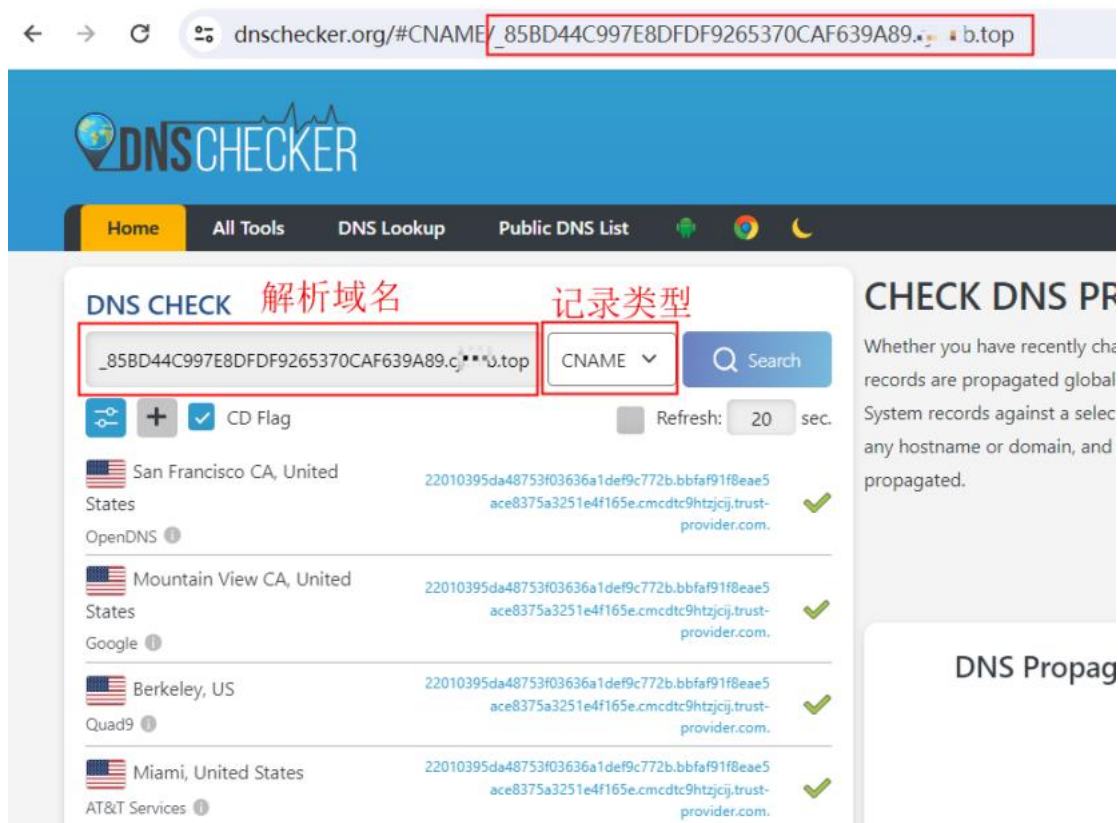 dnschecker.org/#CNAME/_85BD44C997E8DFDF9265370CAF639A89. b.top
DNSCHECKER
Home All Tools DNS Lookup Public DNS List
DNS CHECK 解析域名 记录类型
_85BD44C997E8DFDF9265370CAF639A89.c .top CNAME Search
CD Flag Refresh: 20 sec.
San Francisco CA, United
States
OpenDNS
22010395da48753f03636a1def9c772b.bbfaf91f8eae5
ace8375a3251e4f165e.cmcdtc9htzjcij.trust-
provider.com.
Mountain View CA, United
States
Google
22010395da48753f03636a1def9c772b.bbfaf91f8eae5
ace8375a3251e4f165e.cmcdtc9htzjcij.trust-
provider.com.
Berkeley, US
Quad9
22010395da48753f03636a1def9c772b.bbfaf91f8eae5
ace8375a3251e4f165e.cmcdtc9htzjcij.trust-
provider.com.
Miami, United States
AT&T Services
22010395da48753f03636a1def9c772b.bbfaf91f8eae5
ace8375a3251e4f165e.cmcdtc9htzjcij.trust-
provider.com.
CHECK DNS PR
Whether you have recently cha
records are propagated global
System records against a selec
any hostname or domain, and
propagated.
DNS Propag